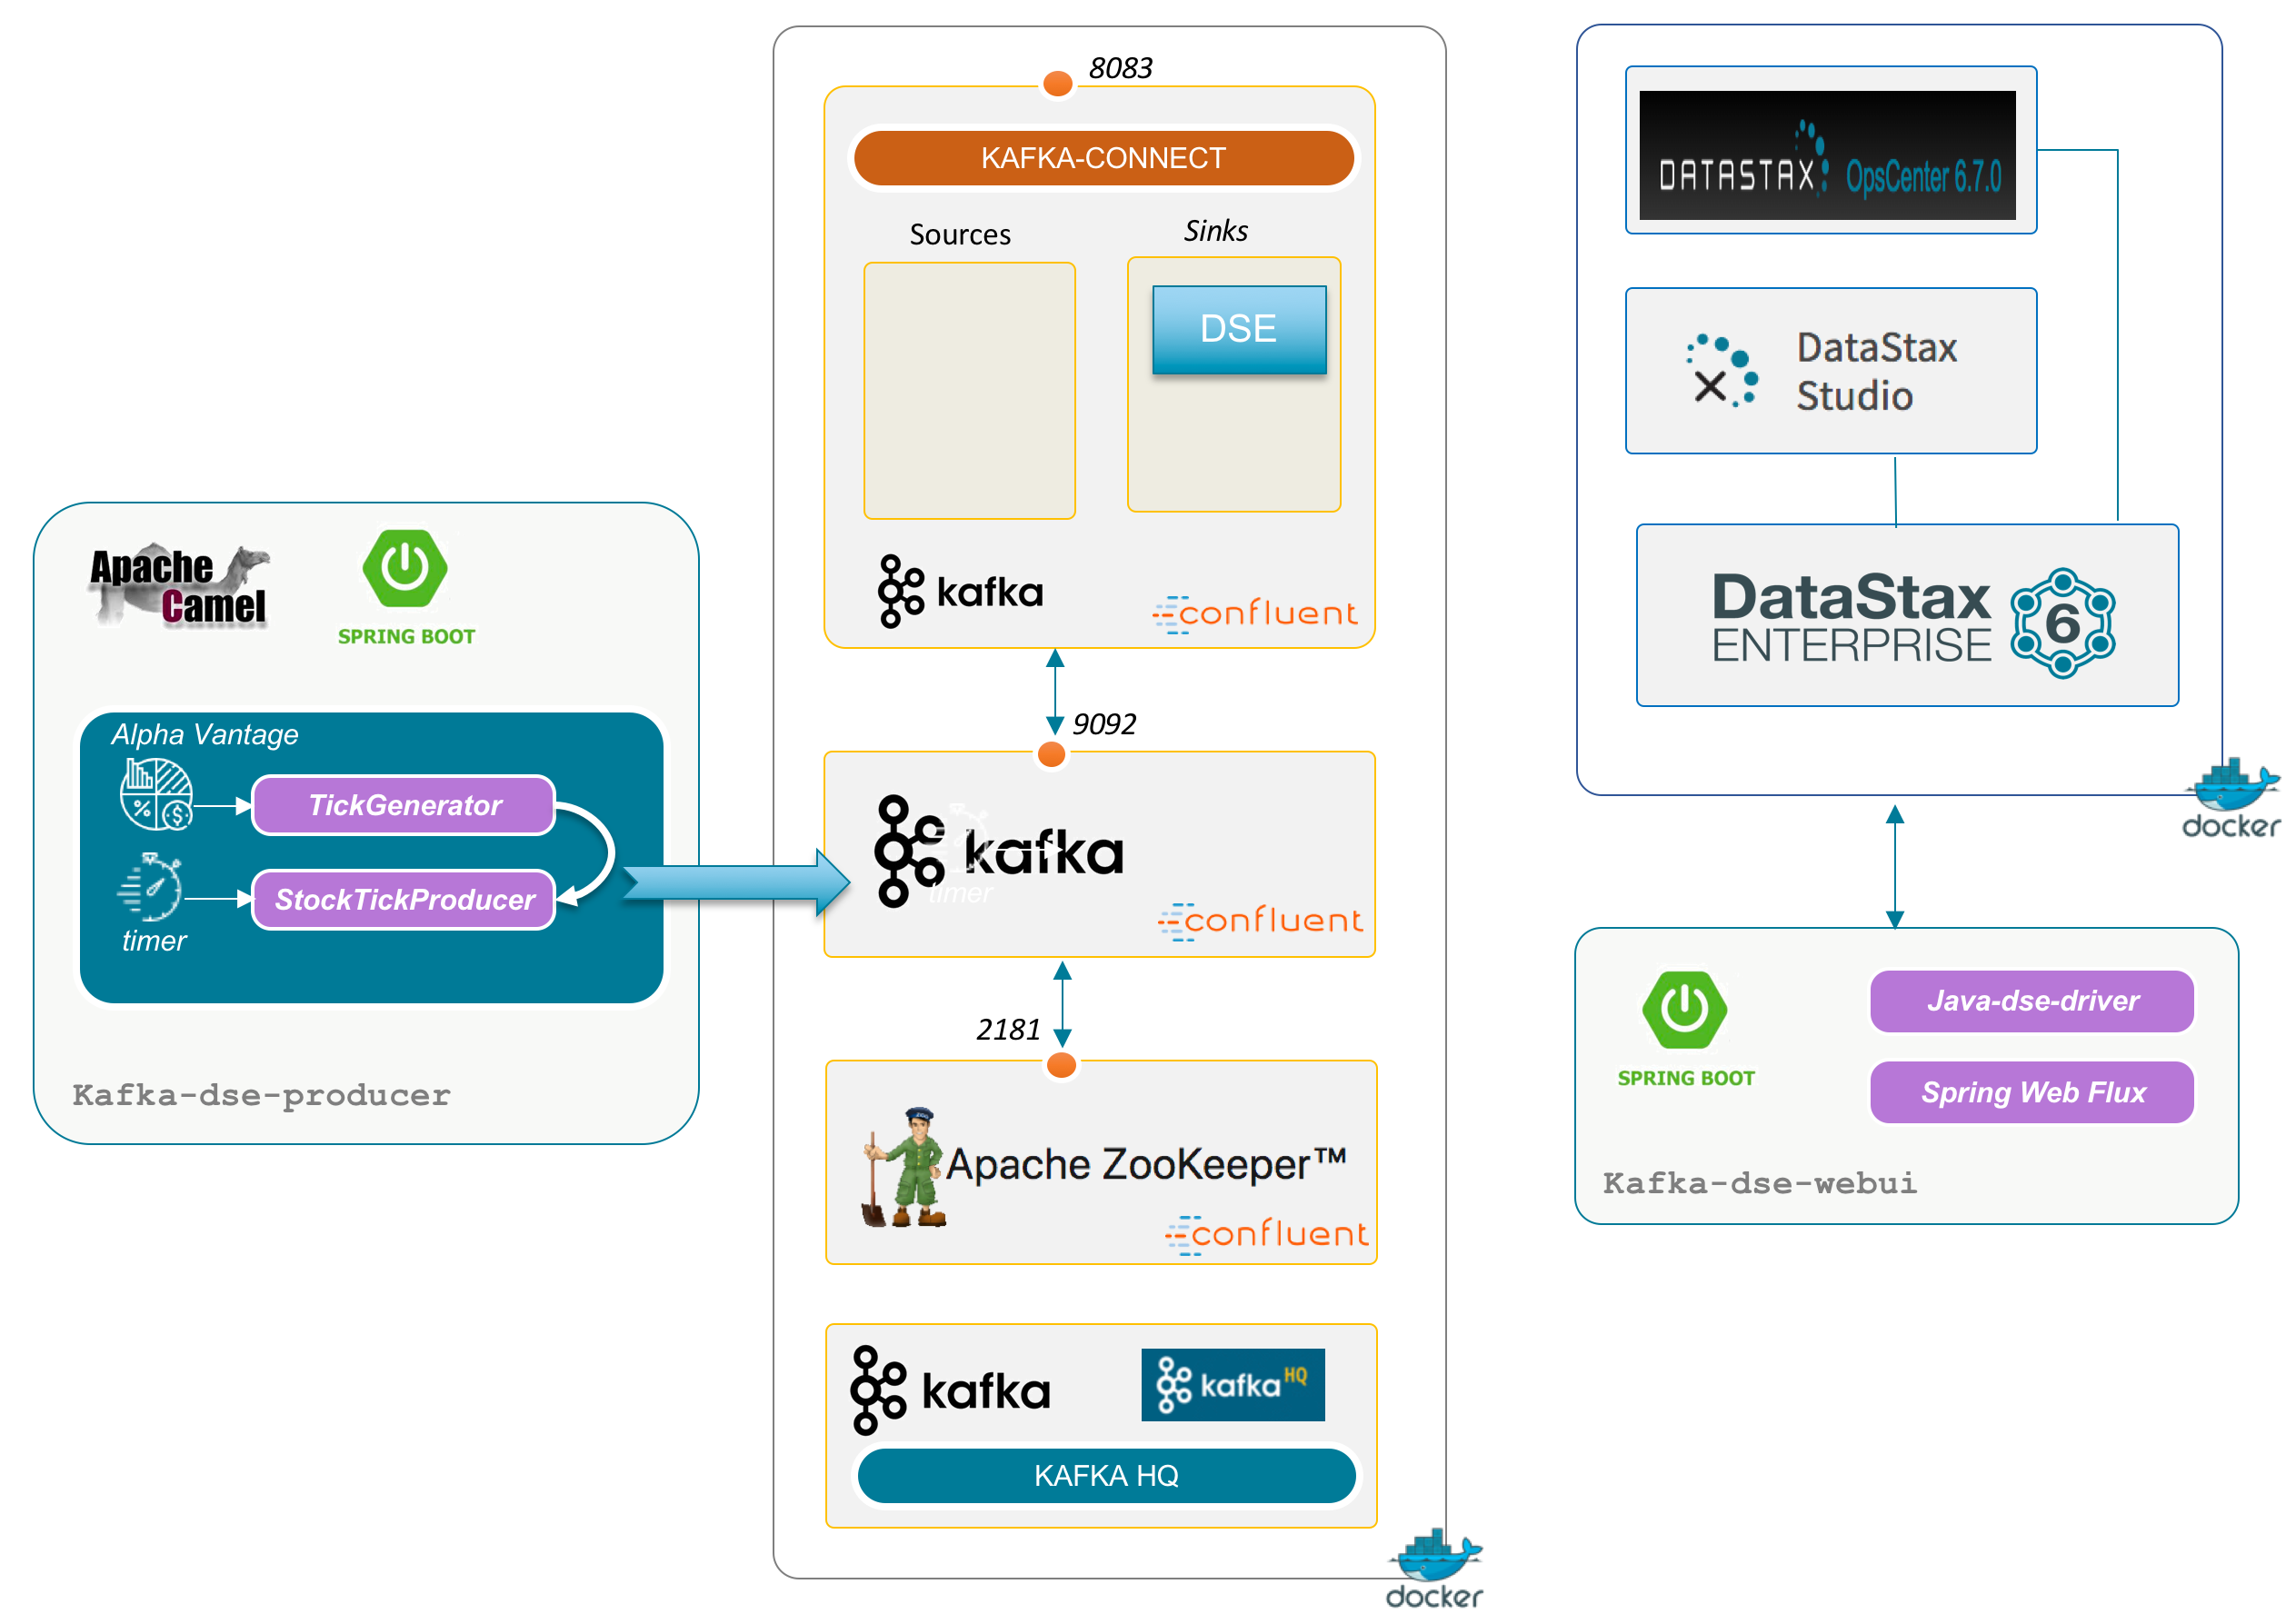 8083
KAFKA-CONNECT
Sources
Sinks
DSE
kafka
confluent
Apache
Camel
SPRING BOOT
Alpha Vantage
%
$
TickGenerator
StockTickProducer
timer
Kafka-dse-producer
9092
kafka
timer
confluent
2181
Apache ZooKeeper™
confluent
kafka
kafka HQ
KAFKA HQ
docker
DATASTAX OpsCenter 6.7.0
DataStax
Studio
DataStax
ENTERPRISE
6
docker
SPRING BOOT
Java-dse-driver
Spring Web Flux
Kafka-dse-webui